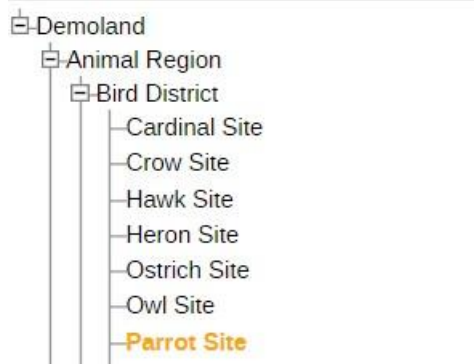 Demoland
Animal Region
Bird District
Cardinal Site
Crow Site
Hawk Site
Heron Site
Ostrich Site
Owl Site
Parrot Site